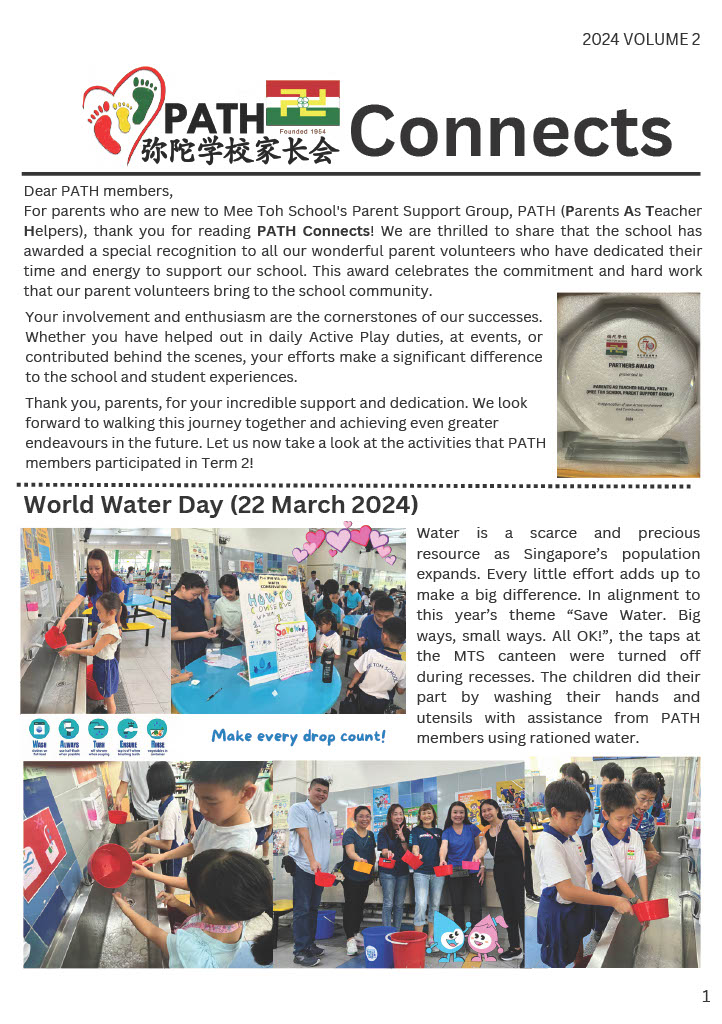 2024 VOLUME 2
PATH
Founded 1954
弥陀学校家长会
Connects
Dear PATH members,
For parents who are new to Mee Toh School's Parent Support Group, PATH (Parents As Teacher
Helpers), thank you for reading PATH Connects! We are thrilled to share that the school has
awarded a special recognition to all our wonderful parent volunteers who have dedicated their
time and energy to support our school. This award celebrates the commitment and hard work
that our parent volunteers bring to the school community.
Your involvement and enthusiasm are the cornerstones of our successes.
Whether you have helped out in daily Active Play duties, at events, or
contributed behind the scenes, your efforts make a significant difference
to the school and student experiences.
Thank you, parents, for your incredible support and dedication. We look
forward to walking this journey together and achieving even greater
endeavours in the future. Let us now take a look at the activities that PATH
members participated in Term 2!
PARTNERS AWARD
presented to
PARENTS AS TEACHER HELPERS, PATH
(MEE TOH SCHOOL PARENT SUPPORT GROUP)
2024
World Water Day (22 March 2024)
Water is a scarce and precious
resource as Singapore's population
expands. Every little effort adds up to
make a big difference. In alignment to
this year's theme “Save Water. Big
ways, small ways. All OK!”, the taps at
the MTS canteen were turned off
during recesses. The children did their
part by washing their hands and
utensils with assistance from PATH
members using rationed water.
HOW TO
WASH
ALWAYS
TURN
ENSURE
RINSE
Make every drop count!
1